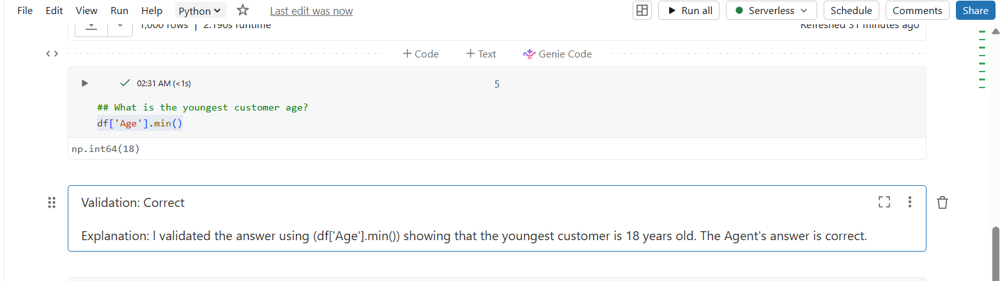 File Edit View Run Help Python Last edit was now Run all Serverless Schedule Comments Share
1,000 rows | 2.190s runtime Refreshed 31 minutes ago
+ Code + Text Genie Code
02:31 AM (<1s) 5
## What is the youngest customer age?
df['Age'].min()
np.int64(18)
Validation: Correct
Explanation: I validated the answer using (df['Age'].min()) showing that the youngest customer is 18 years old. The Agent's answer is correct.